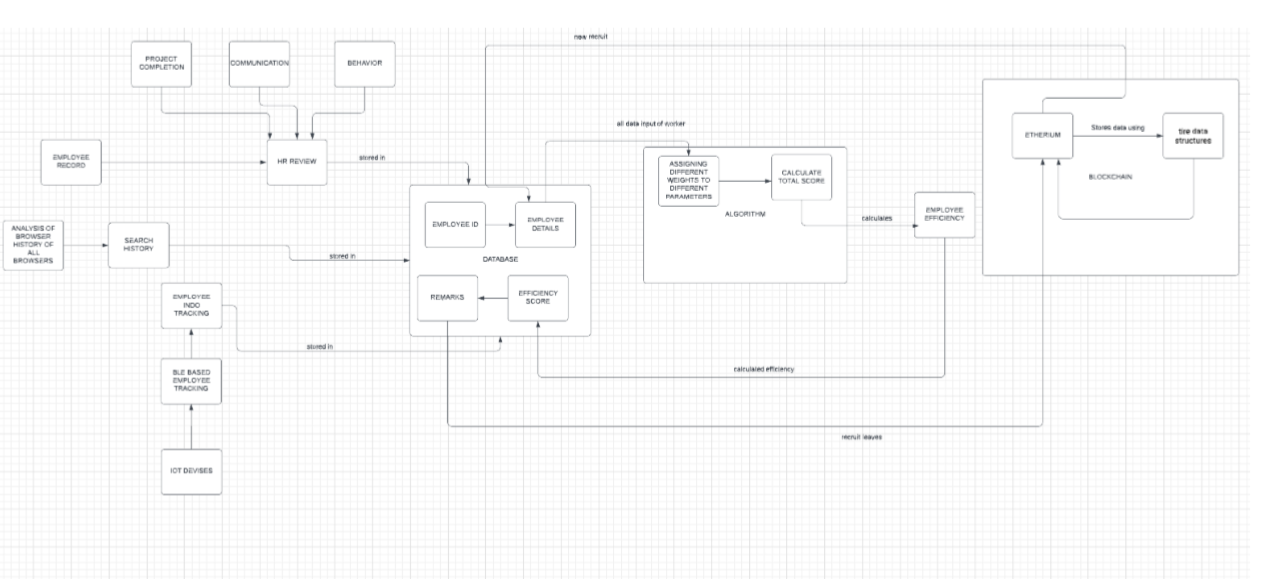 new recruit
PROJECT
COMPLETION
COMMUNICATION
BEHAVIOR
EMPLOYEE
RECORD
HR REVIEW
stored in
all data input of worker
ASSIGNING
DIFFERENT
WEIGHTS TO
DIFFERENT
PARAMETERS
CALCULATE
TOTAL SCORE
ALGORITHM
ETHERIUM
Stores data using
tire data
structures
BLOCKCHAIN
ANALYSIS OF
BROWSER
HISTORY OF
ALL
BROWSERS
SEARCH
HISTORY
stored in
EMPLOYEE ID
EMPLOYEE
DETAILS
DATABASE
calculates
EMPLOYEE
EFFICIENCY
REMARKS
EFFICIENCY
SCORE
EMPLOYEE
INDO
TRACKING
stored in
BLE BASED
EMPLOYEE
TRACKING
calculated efficiency
recruit leaves
IOT DEVISES